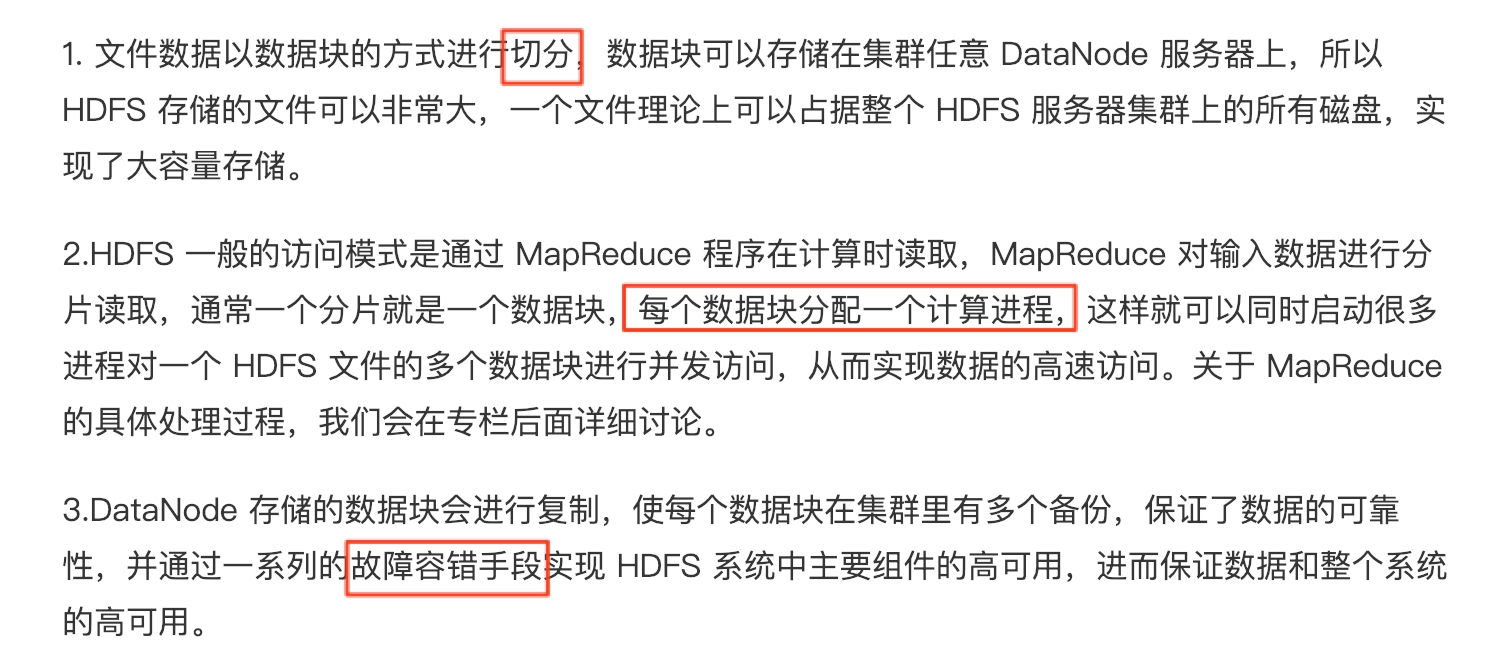 1. 文件数据以数据块的方式进行切分，数据块可以存储在集群任意 DataNode 服务器上，所以
HDFS 存储的文件可以非常大，一个文件理论上可以占据整个 HDFS 服务器集群上的所有磁盘，实
现了大容量存储。
2.HDFS 一般的访问模式是通过 MapReduce 程序在计算时读取，MapReduce 对输入数据进行分
片读取，通常一个分片就是一个数据块，每个数据块分配一个计算进程，这样就可以同时启动很多
进程对一个 HDFS 文件的多个数据块进行并发访问，从而实现数据的高速访问。关于 MapReduce
的具体处理过程，我们会在专栏后面详细讨论。
3.DataNode 存储的数据块会进行复制，使每个数据块在集群里有多个备份，保证了数据的可靠
性，并通过一系列的故障容错手段实现 HDFS 系统中主要组件的高可用，进而保证数据和整个系统
的高可用。